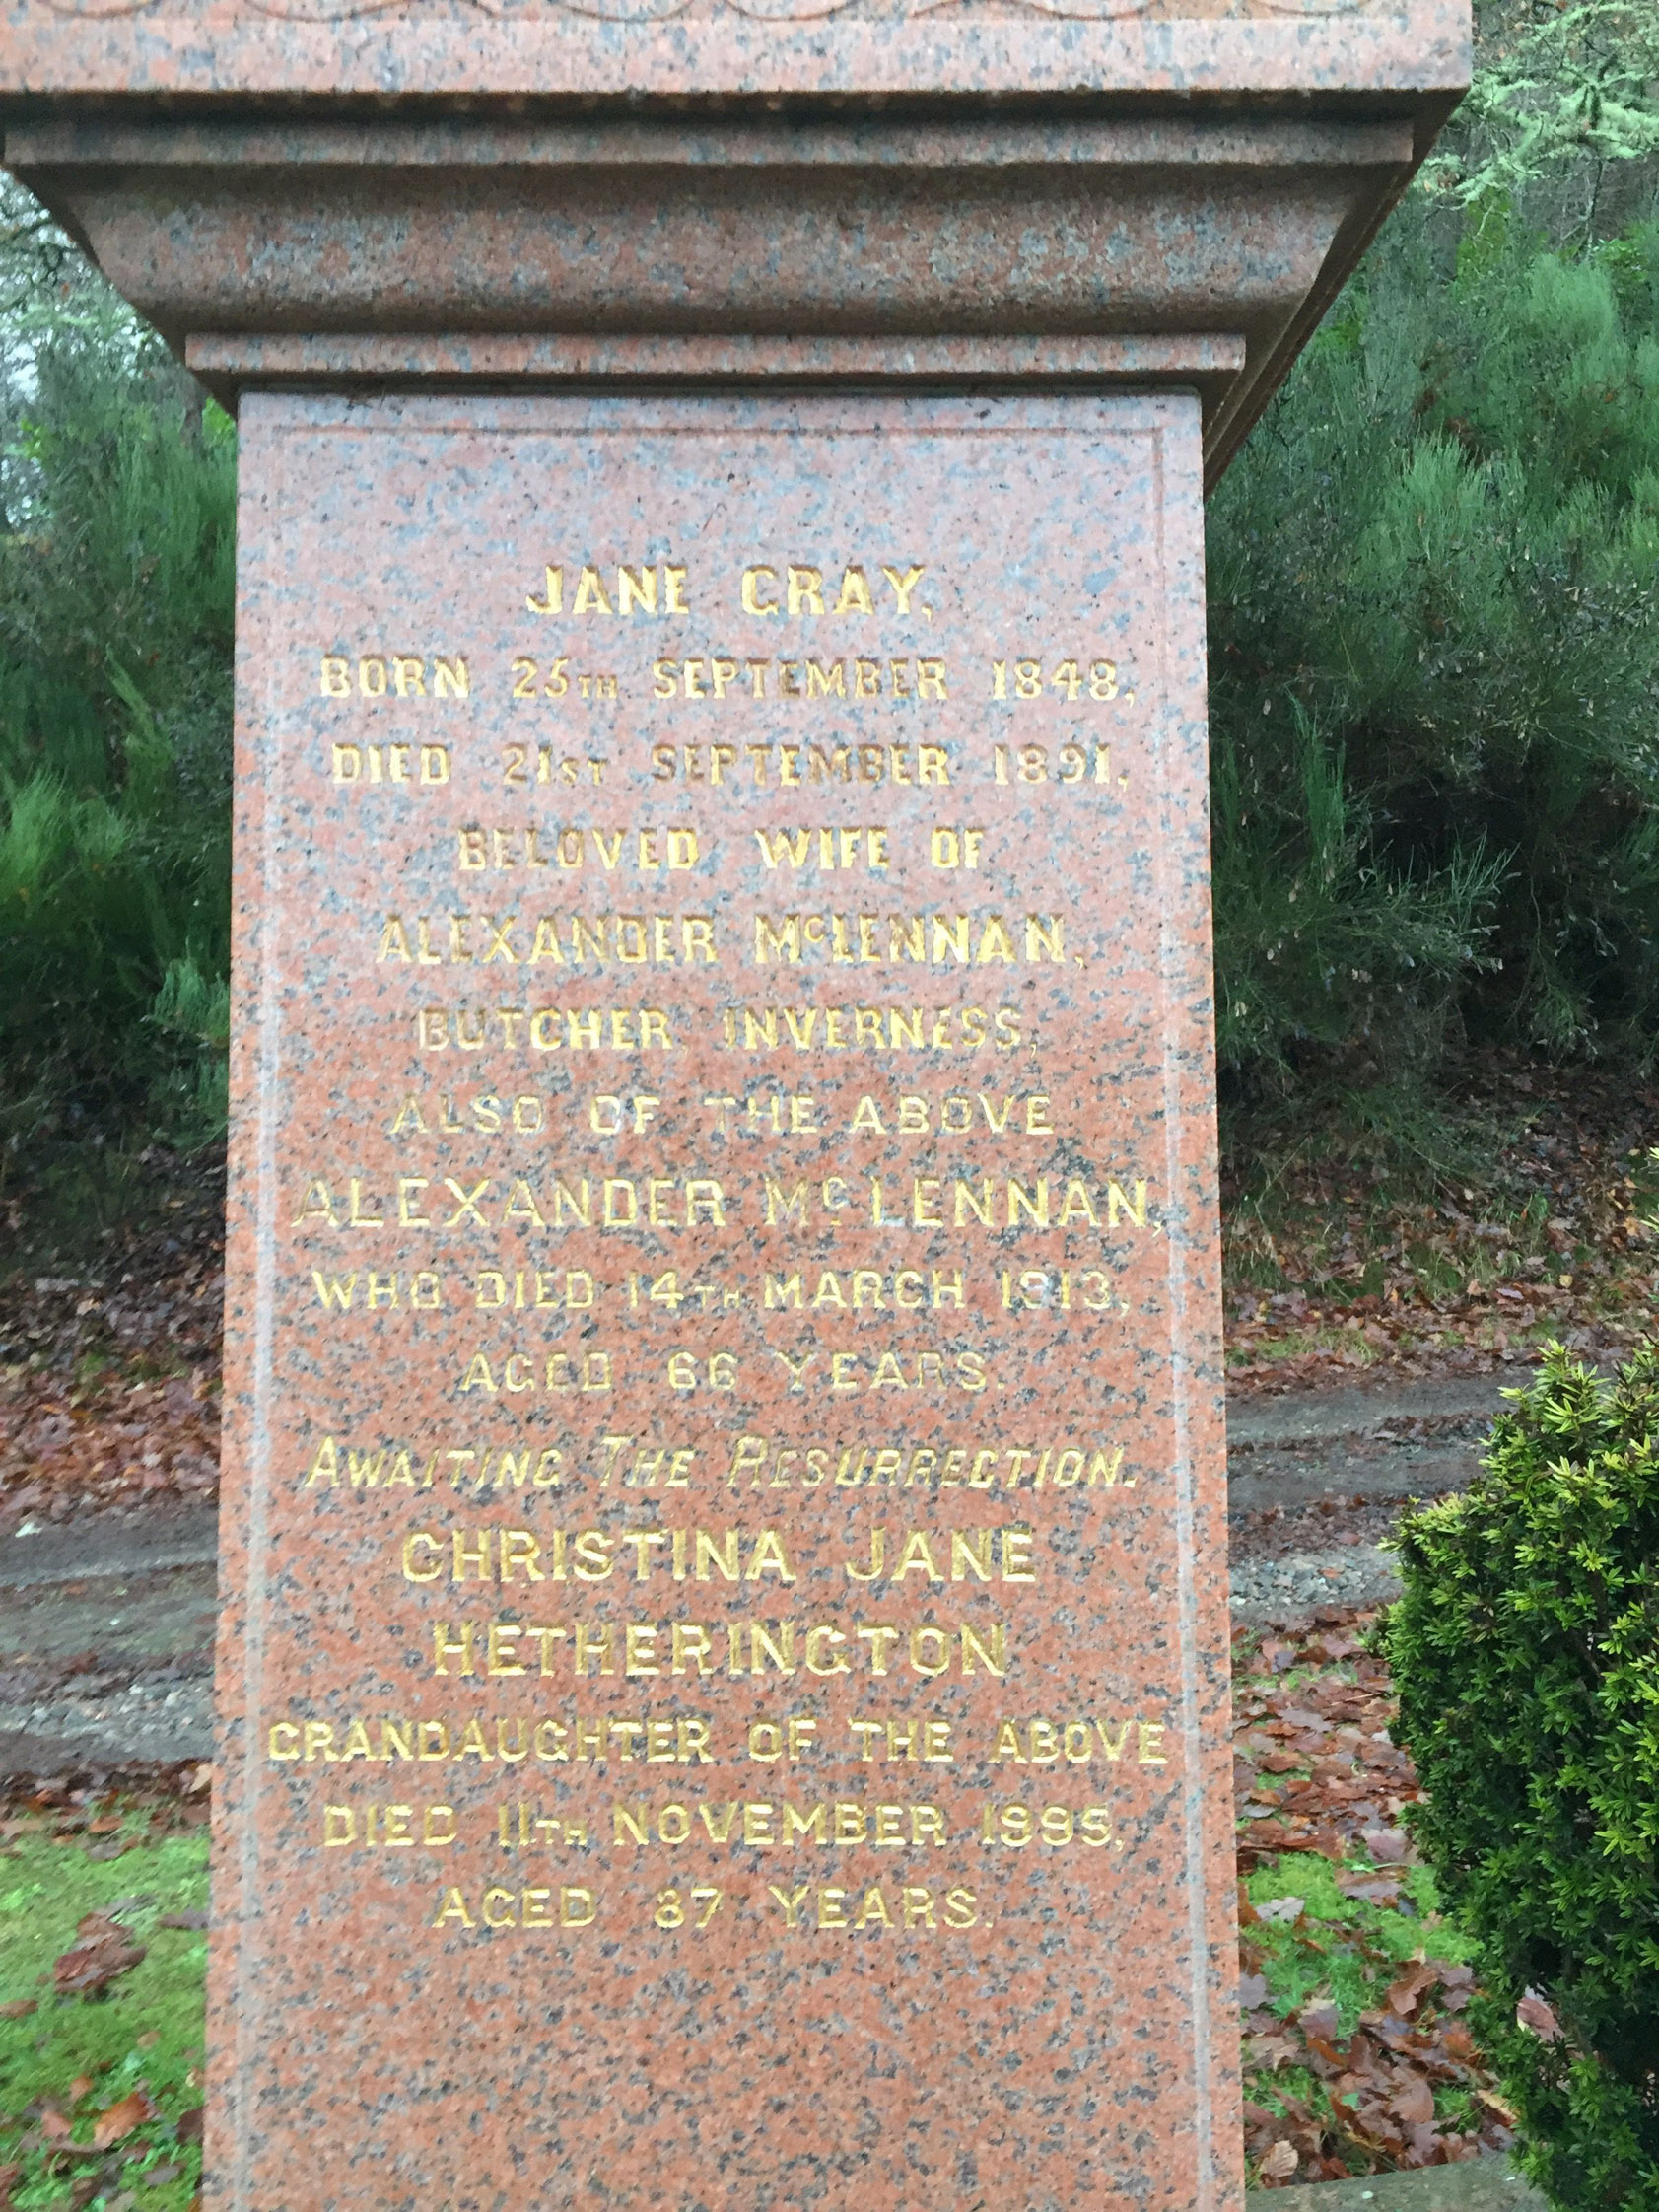 JANE GRAY,
BORN 25TH SEPTEMBER 1848,
DIED 21ST SEPTEMBER 1891,
BELOVED WIFE OF
ALEXANDER McLENNAN,
BUTCHER, INVERNESS,
ALSO OF THE ABOVE
ALEXANDER McLENNAN,
WHO DIED 14TH MARCH 1913,
AGED 66 YEARS.
AWAITING THE RESURRECTION.
CHRISTINA JANE
HETHERINGTON
GRANDAUGHTER OF THE ABOVE
DIED 11TH NOVEMBER 1995,
AGED 87 YEARS.